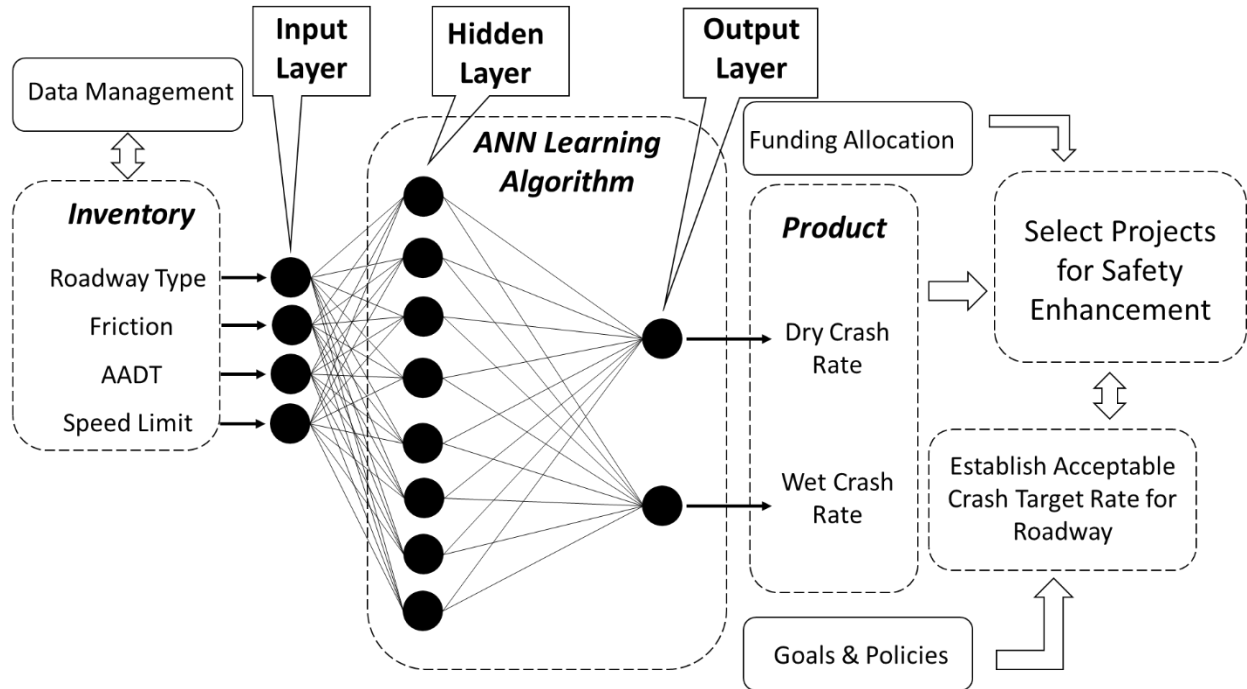 Input
Layer
Hidden
Layer
Output
Layer
Data Management
Inventory
Roadway Type
Friction
AADT
Speed Limit
ANN Learning
Algorithm
Funding Allocation
Product
Dry Crash
Rate
Wet Crash
Rate
Select Projects
for Safety
Enhancement
Establish Acceptable
Crash Target Rate for
Roadway
Goals & Policies